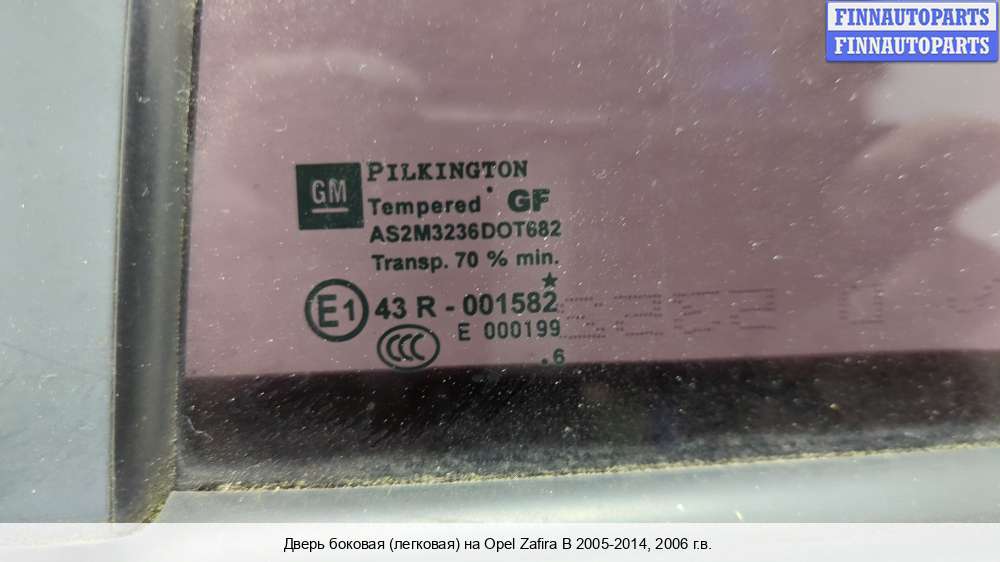 FINNAUTOPARTS
FINNAUTOPARTS
GM
PILKINGTON
Tempered GF
AS2M3236DOT682
Transp. 70 % min.
E1 43 R - 001582
E 000199
CCC
.6
Дверь боковая (легковая) на Opel Zafira B 2005-2014, 2006 г.в.